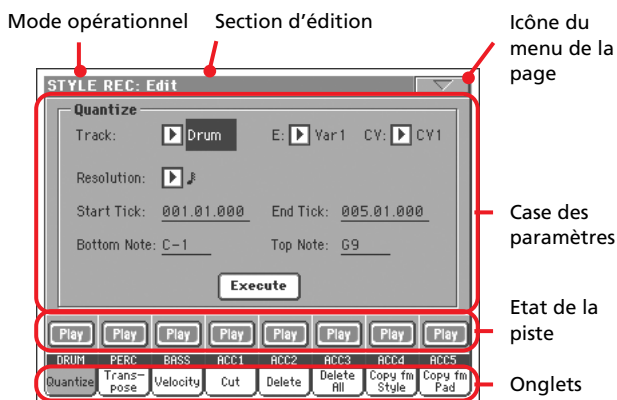 Mode opérationnel Section d’édition Icône du menu de la page
STYLE REC: Edit
Quantize
Track: Drum E: Var1 CV: CV1
Resolution:
Start Tick: 001.01.000 End Tick: 005.01.000
Bottom Note: C-1 Top Note: G9
Execute
Case des paramètres
Play Play Play Play Play Play Play Play
Etat de la piste
DRUM PERC BASS ACC1 ACC2 ACC3 ACC4 ACC5
Quantize Trans-pose Velocity Cut Delete Delete All Copy fm Style Copy fm Pad
Onglets